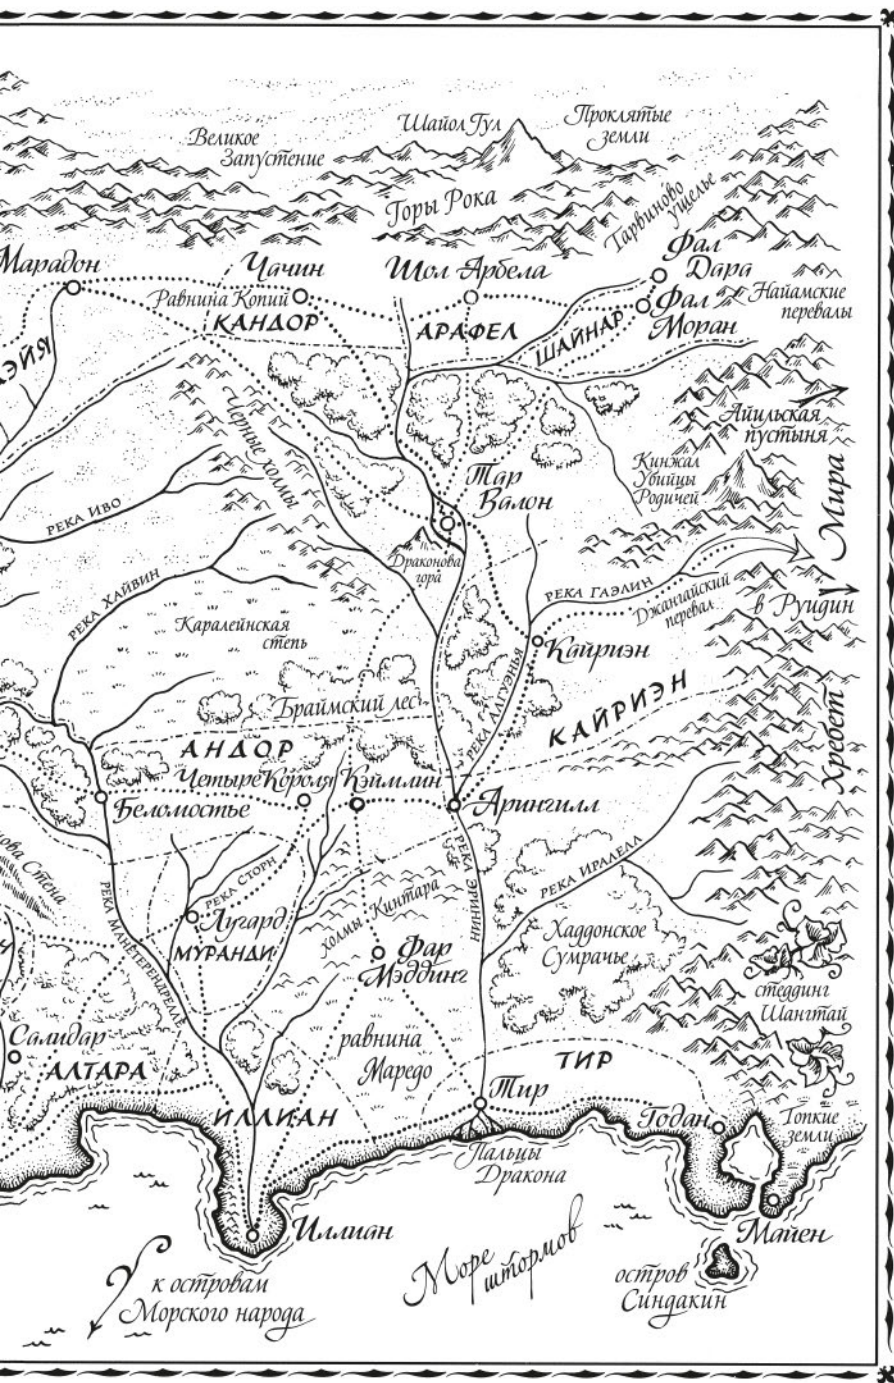 Великое
Запустение
Шайол Гул
Проклятые
земли
Горы Рока
Тарвиново
ущелье
Марадон
Чачин
Шол Арбела
Фал
Дара
Равнина Копий
КАНДОР
АРАФЕЛ
ШАЙНАР
Фал
Моран
Найамские
перевалы
Черные холмы
Айильская
пустыня
Кинжал
Убийцы
Родичей
Тар
Валон
РЕКА ИВО
Драконова
гора
Хребет Мира
РЕКА ХАЙВИН
РЕКА ГАЭЛИН
Джангайский
перевал
в Руидин
Каралейнская
степь
Кайриэн
РЕКА АЛГУЭНЬЯ
КАЙРИЭН
Браймский лес
АНДОР
Четыре Короля
Кэймлин
Беломостье
Арингилл
РЕКА ЭРИНИН
РЕКА СТОРН
РЕКА ИРАЛЕЛЛ
РЕКА МАНЕТЕРЕНДРЕЛЛЕ
Лугард
МУРАНДИ
Холмы Кинтара
Фар
Мэддинг
Хаддонское
Сумрачье
стеддинг
Шангтай
Салидар
АЛТАРА
равнина
Маредо
ТИР
Тир
ИЛЛИАН
Годан
Топкие
земли
Пальцы
Дракона
Иллиан
Майен
Море
штормов
остров
Синдакин
к островам
Морского народа